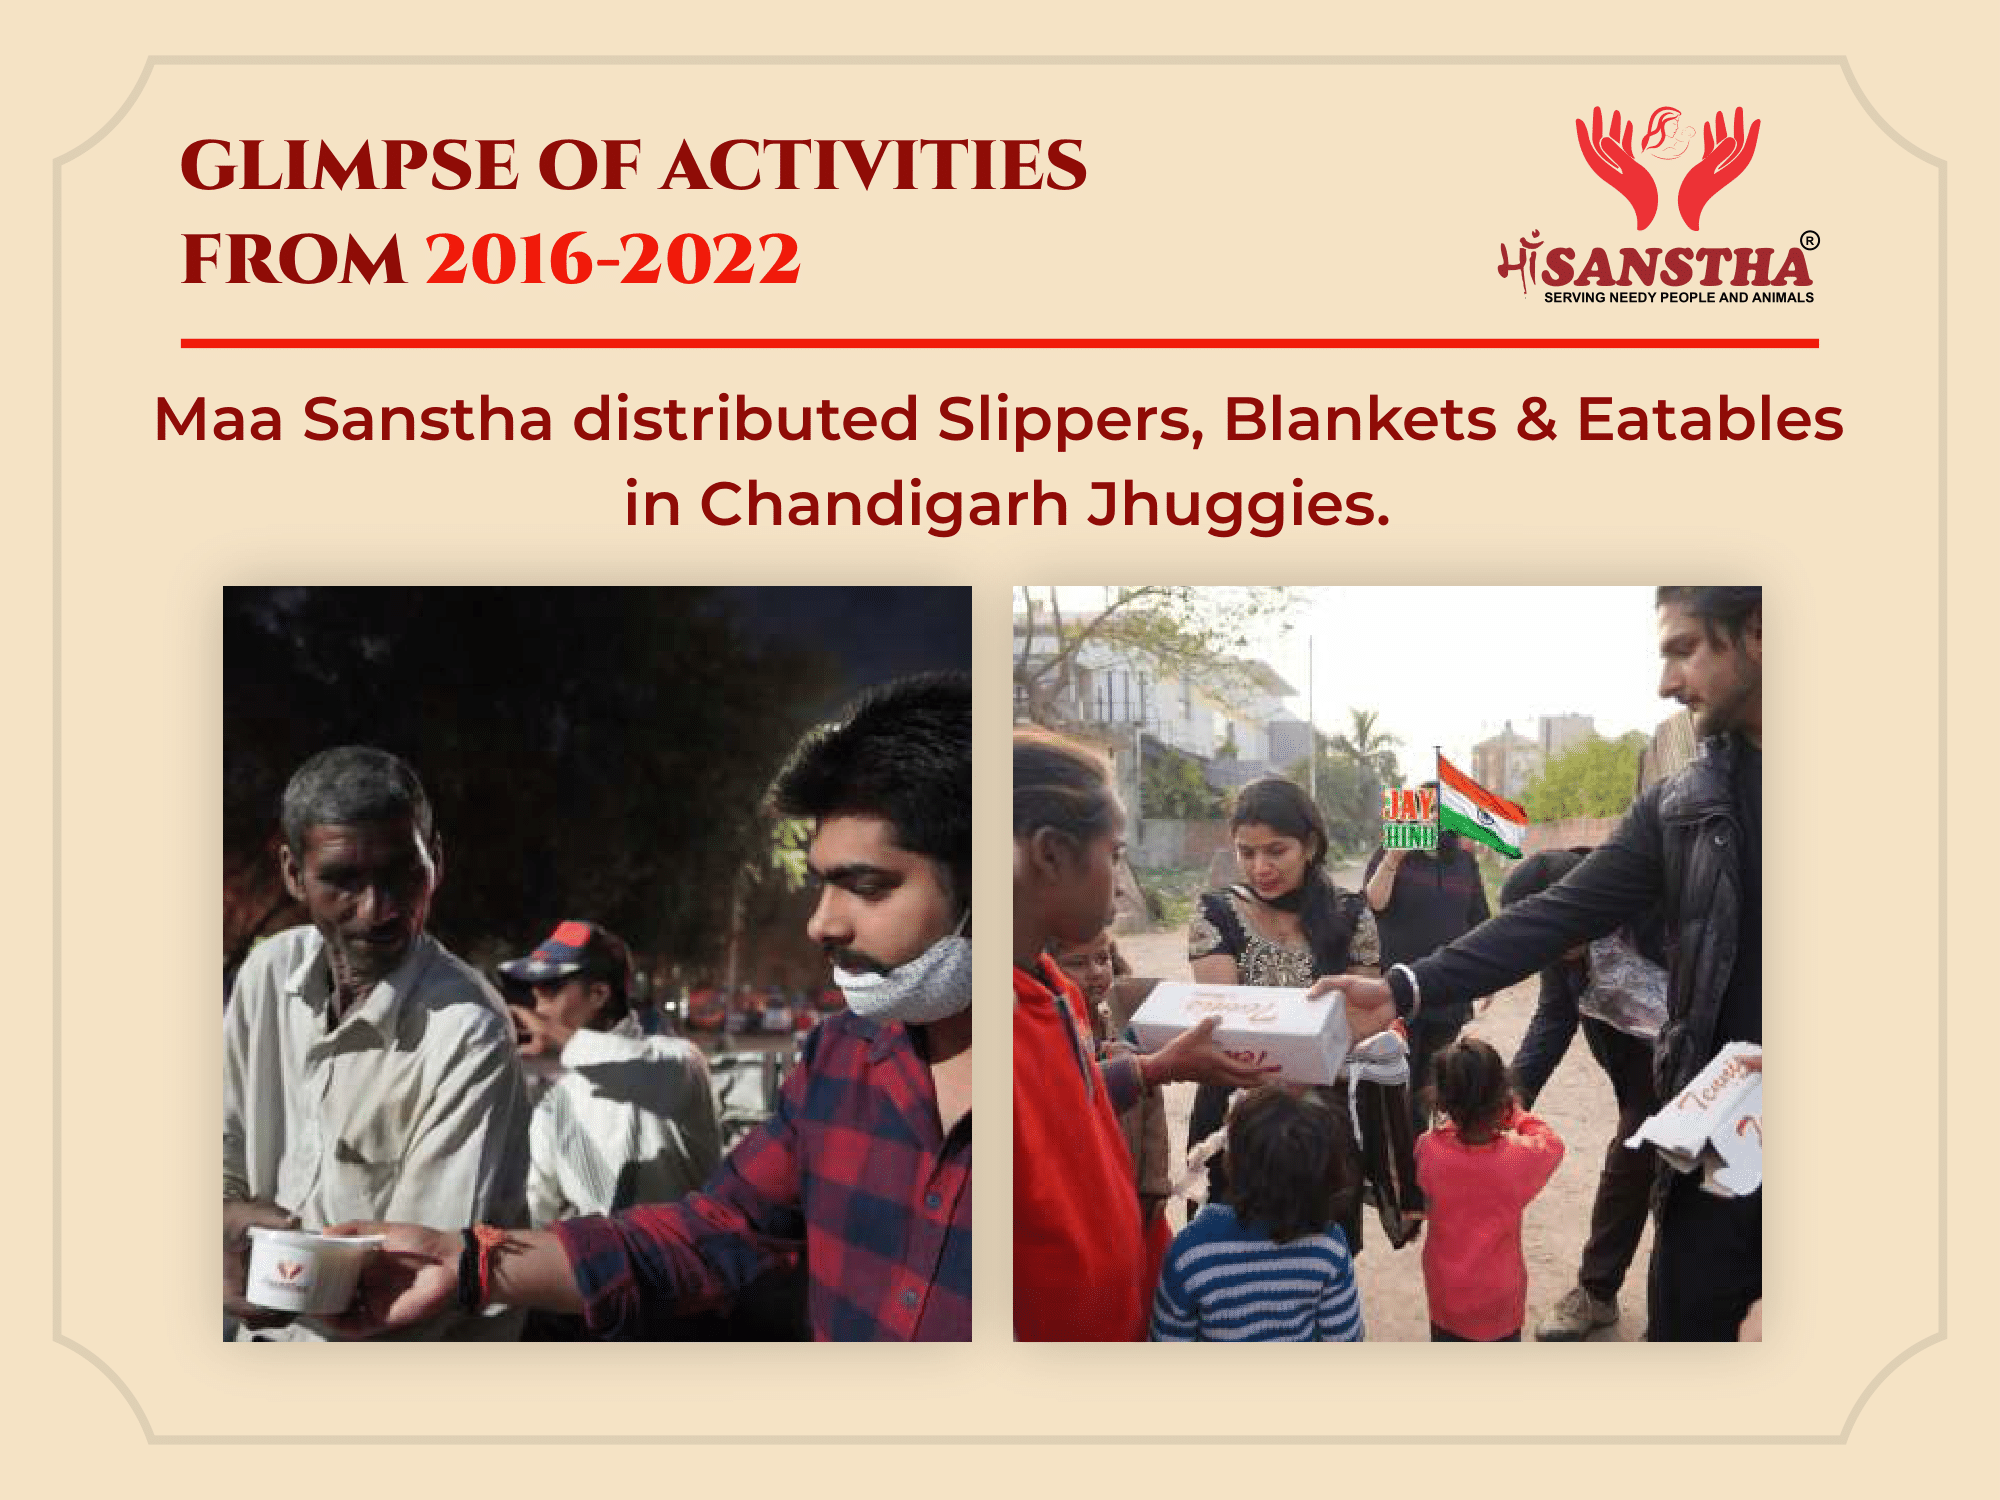 GLIMPSE OF ACTIVITIES
FROM 2016-2022
माँ SANSTHA ®
SERVING NEEDY PEOPLE AND ANIMALS
Maa Sanstha distributed Slippers, Blankets & Eatables
in Chandigarh Jhuggies.
JAY
HIND